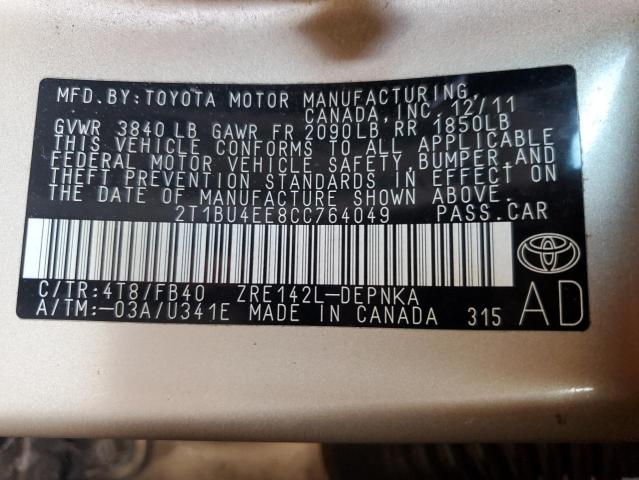 MFD.BY:TOYOTA MOTOR MANUFACTURING,
CANADA,INC. 12/11
GVWR 3840LB GAWR FR 2090LB RR 1850LB
THIS VEHICLE CONFORMS TO ALL APPLICABLE
FEDERAL MOTOR VEHICLE SAFETY, BUMPER,AND
THEFT PREVENTION STANDARDS IN EFFECT ON
THE DATE OF MANUFACTURE SHOWN ABOVE.
2T1BU4EE8CC764049 PASS.CAR
C/TR:4T8/FB40 ZRE142L-DEPNKA
A/TM:-03A/U341E MADE IN CANADA 315
AD